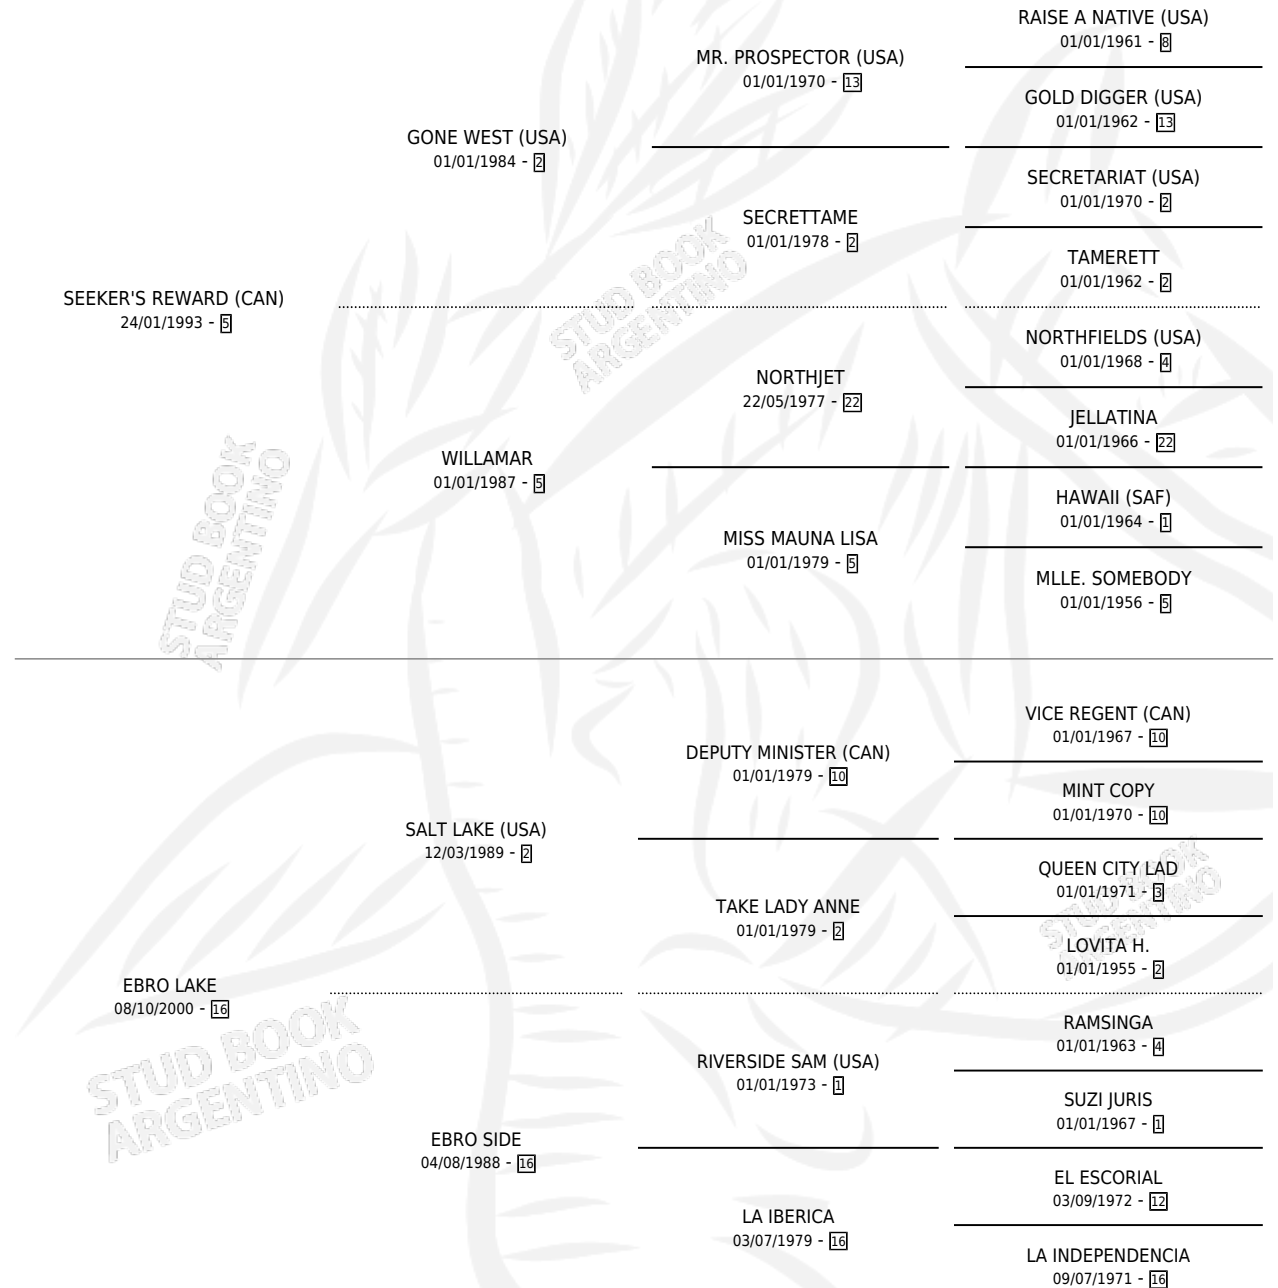 RAISE A NATIVE (USA)
01/01/1961 - 8
MR. PROSPECTOR (USA)
01/01/1970 - 13
GOLD DIGGER (USA)
01/01/1962 - 13
GONE WEST (USA)
01/01/1984 - 2
SECRETARIAT (USA)
01/01/1970 - 2
SECRETTAME
01/01/1978 - 2
TAMERETT
01/01/1962 - 2
SEEKER'S REWARD (CAN)
24/01/1993 - 5
NORTHFIELDS (USA)
01/01/1968 - 4
NORTHJET
22/05/1977 - 22
JELLATINA
01/01/1966 - 22
WILLAMAR
01/01/1987 - 5
HAWAII (SAF)
01/01/1964 - 1
MISS MAUNA LISA
01/01/1979 - 5
MLLE. SOMEBODY
01/01/1956 - 5
VICE REGENT (CAN)
01/01/1967 - 10
DEPUTY MINISTER (CAN)
01/01/1979 - 10
MINT COPY
01/01/1970 - 10
SALT LAKE (USA)
12/03/1989 - 2
QUEEN CITY LAD
01/01/1971 - 3
TAKE LADY ANNE
01/01/1979 - 2
LOVITA H.
01/01/1955 - 2
EBRO LAKE
08/10/2000 - 16
RAMSINGA
01/01/1963 - 4
RIVERSIDE SAM (USA)
01/01/1973 - 1
SUZI JURIS
01/01/1967 - 1
EBRO SIDE
04/08/1988 - 16
EL ESCORIAL
03/09/1972 - 12
LA IBERICA
03/07/1979 - 16
LA INDEPENDENCIA
09/07/1971 - 16
STUD BOOK
ARGENTINO
STUD BOOK
ARGENTINO
STUD BOOK
ARGENTINO
STUD BOOK
ARGENTINO